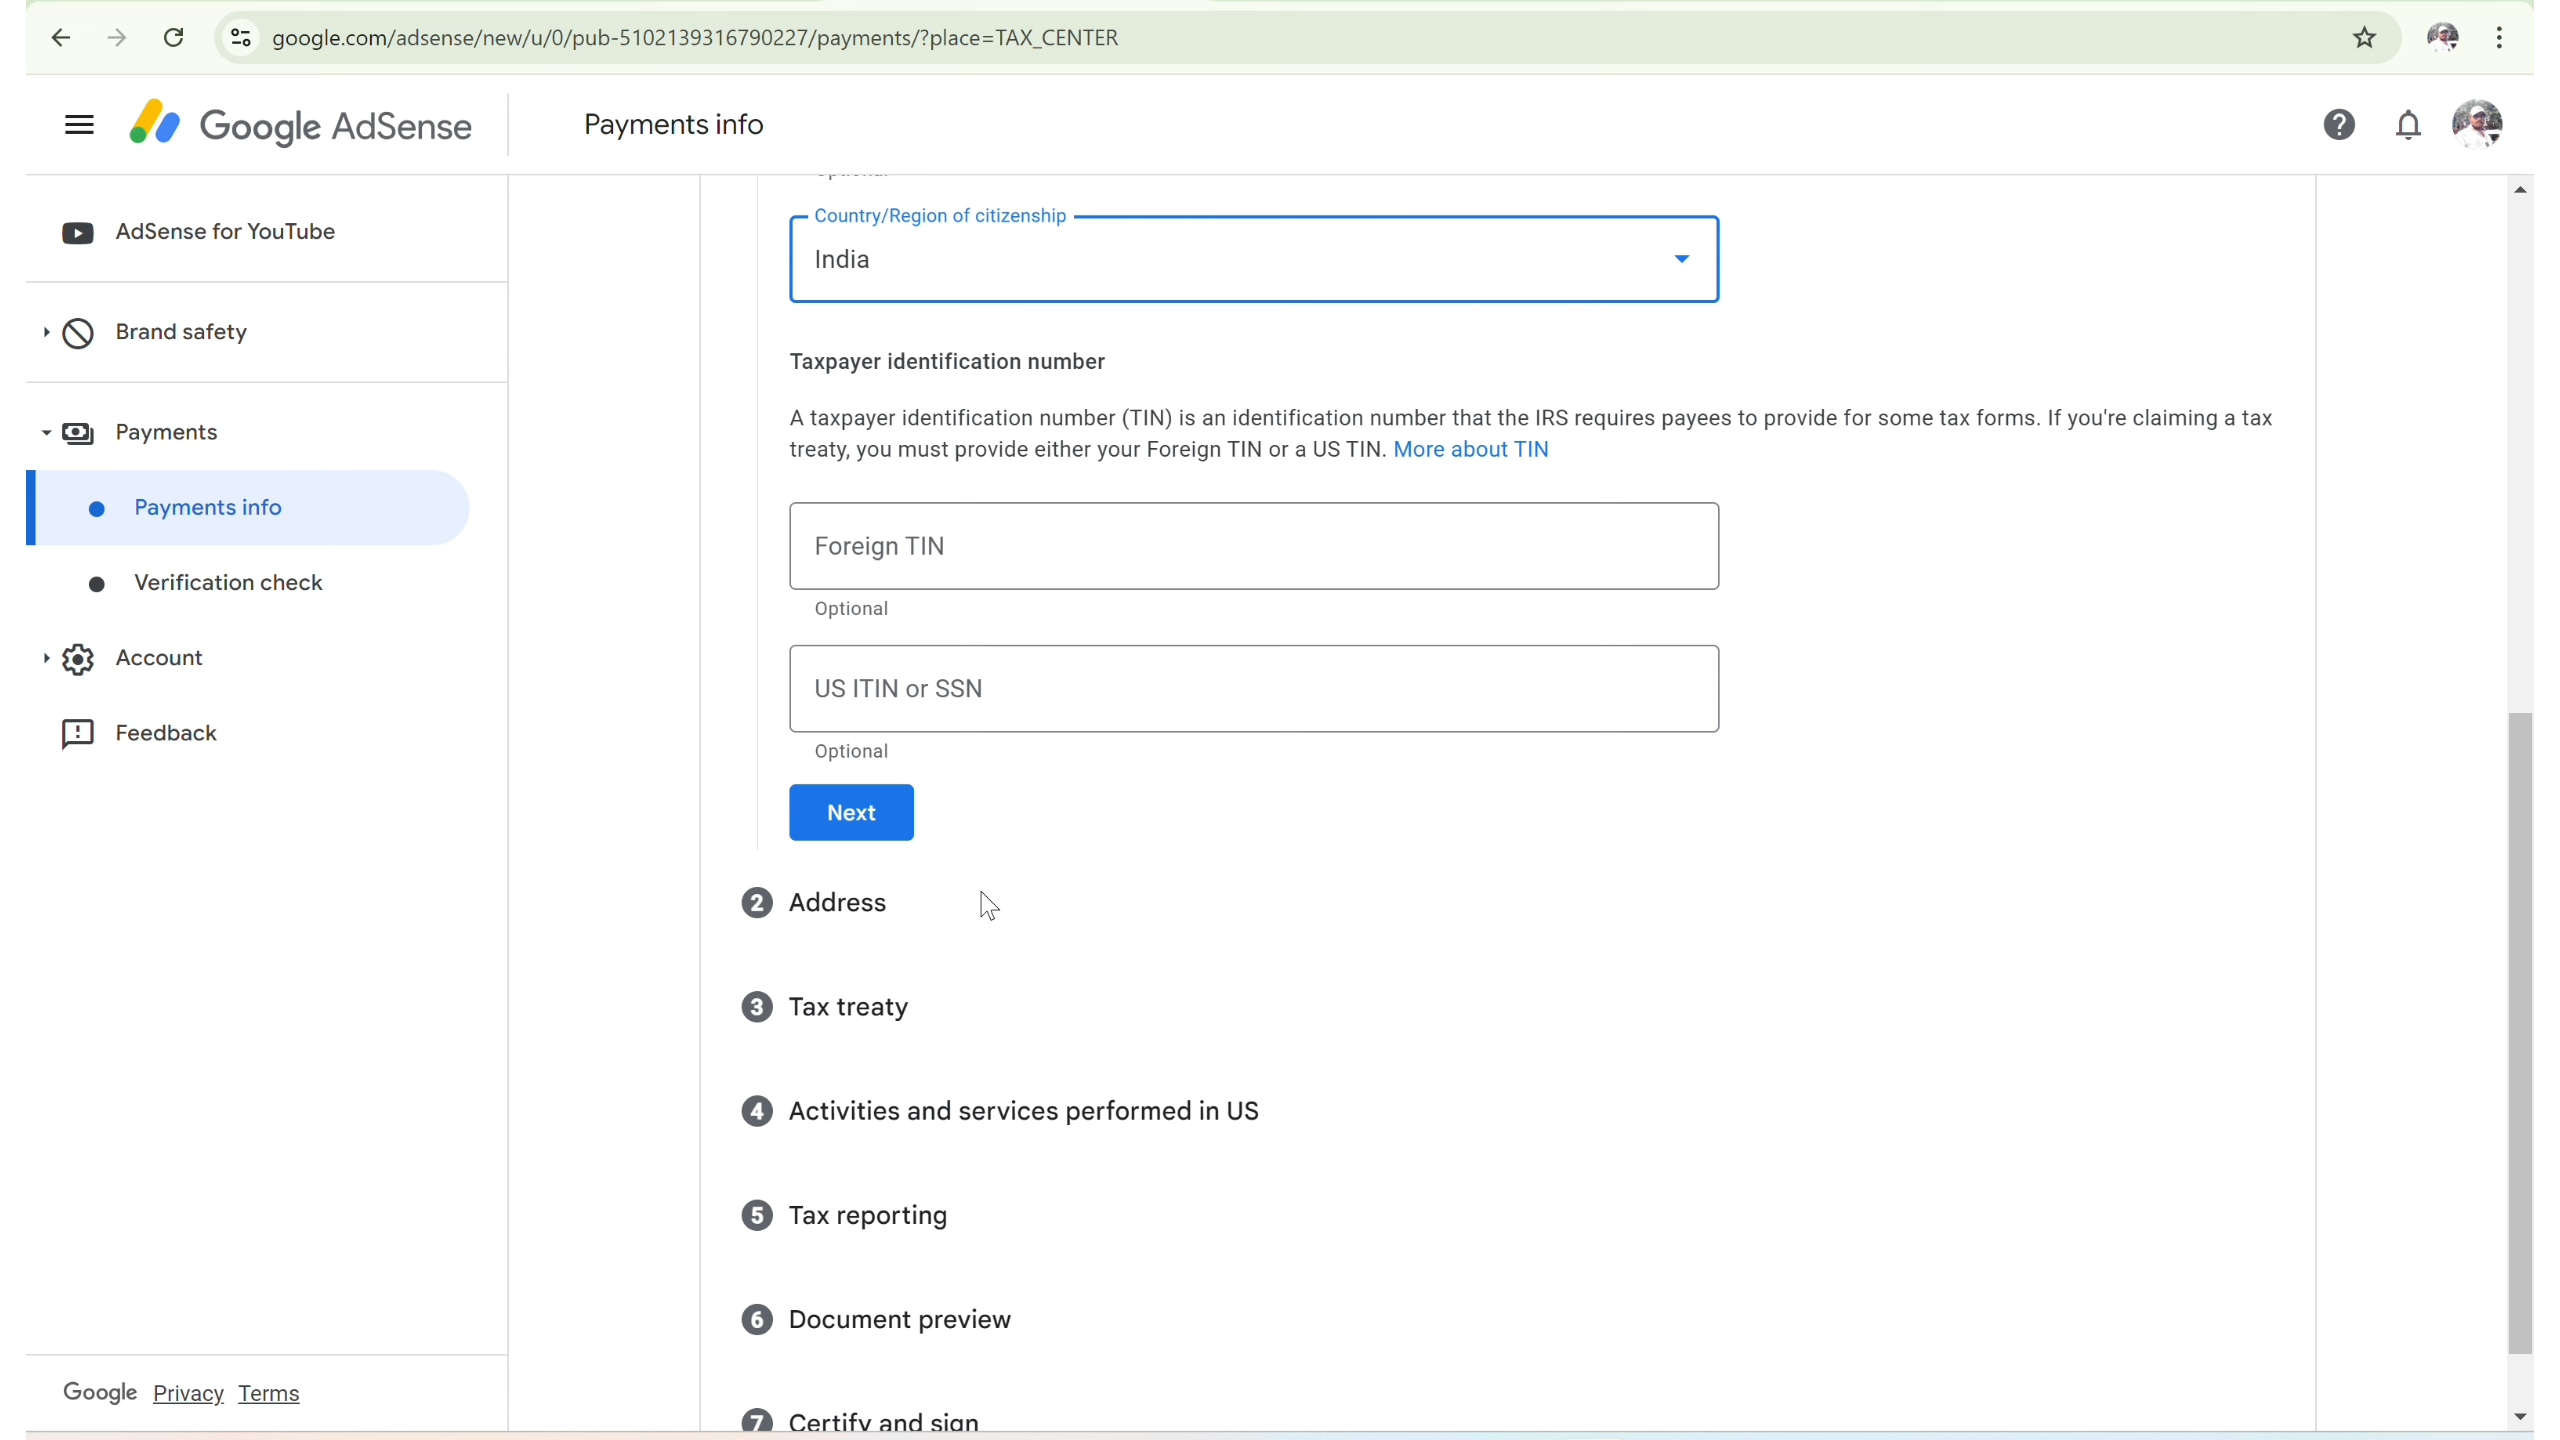 google.com/adsense/new/u/0/pub-5102139316790227/payments/?place=TAX_CENTER
Google AdSense
Payments info
AdSense for YouTube
Brand safety
Payments
Payments info
Verification check
Account
Feedback
Google Privacy Terms
Country/Region of citizenship
India
Taxpayer identification number
A taxpayer identification number (TIN) is an identification number that the IRS requires payees to provide for some tax forms. If you're claiming a tax
treaty, you must provide either your Foreign TIN or a US TIN. More about TIN
Foreign TIN
Optional
US ITIN or SSN
Optional
Next
2 Address
3 Tax treaty
4 Activities and services performed in US
5 Tax reporting
6 Document preview
7 Certify and sign